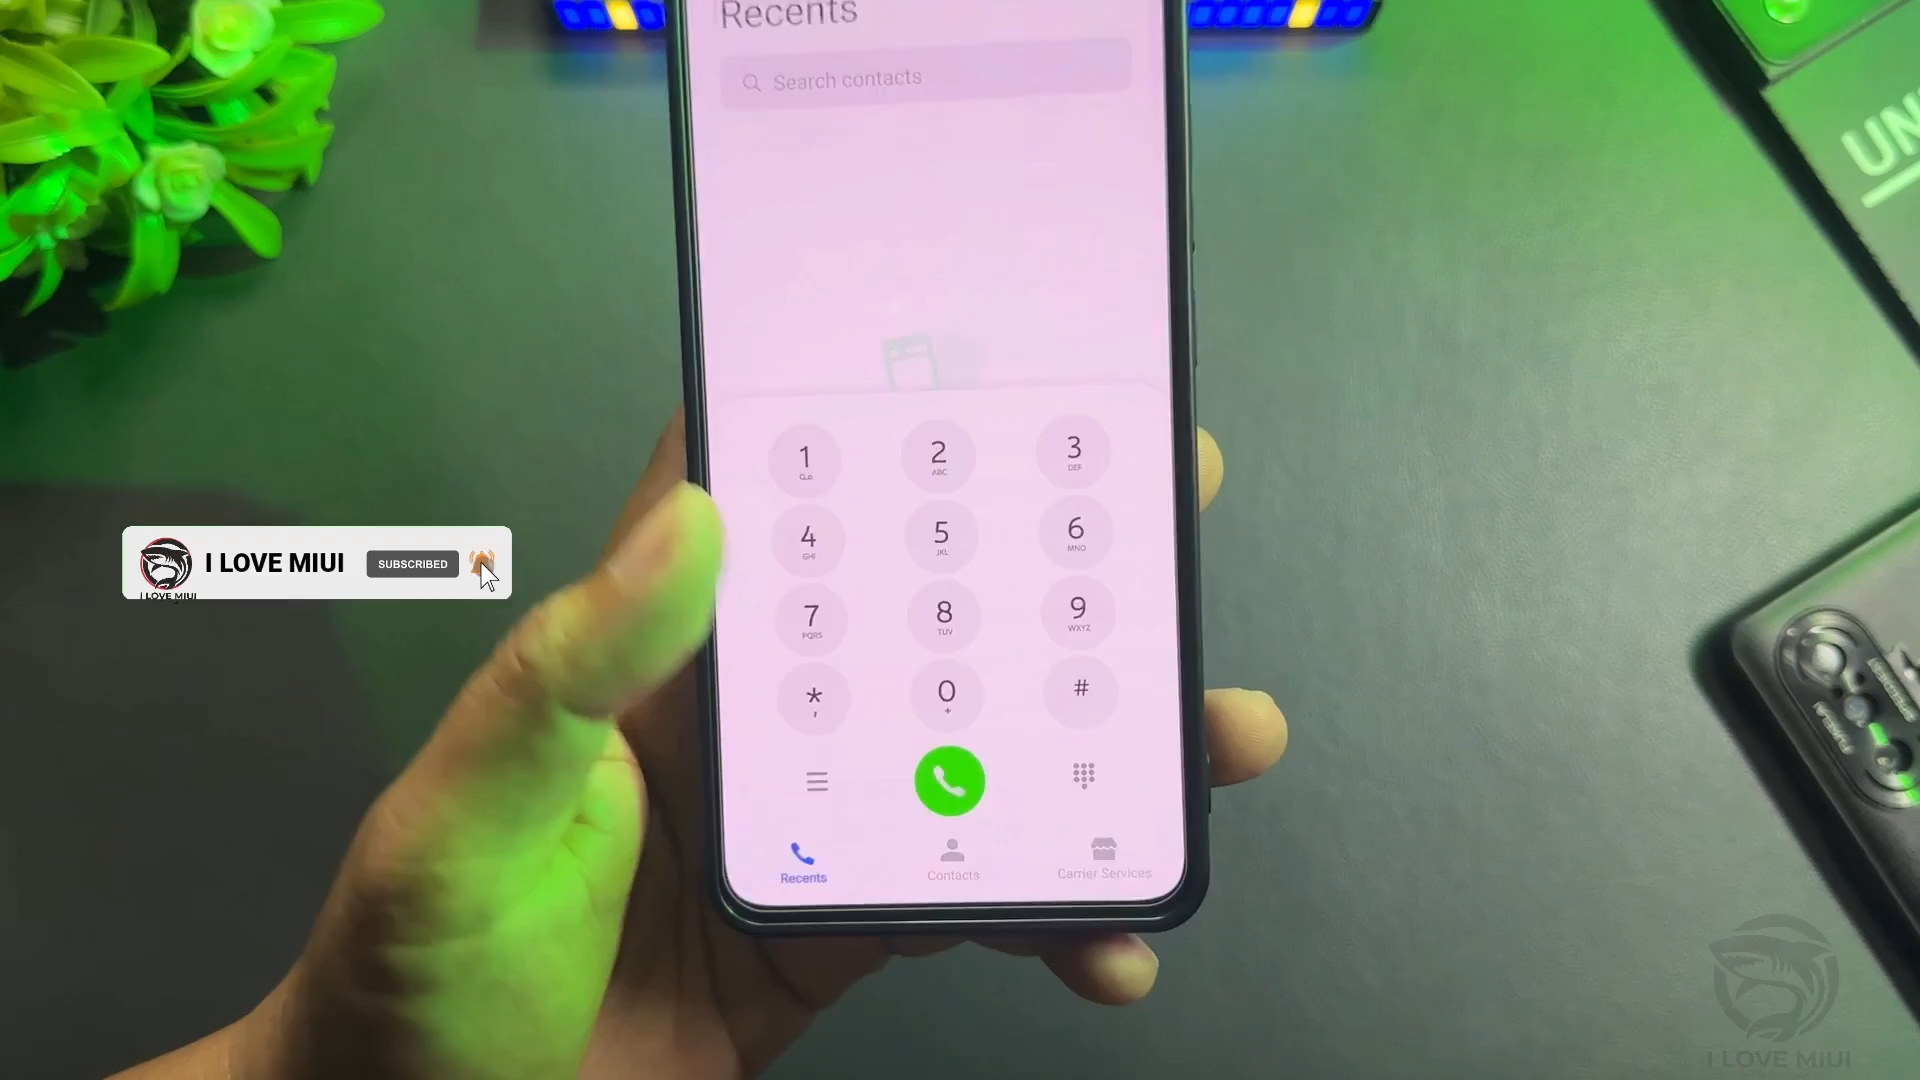 Recents
Search contacts
UN
1
2
ABC
3
DEF
4
GHI
5
JKL
6
MNO
I LOVE MIUI
SUBSCRIBED
I LOVE MIUI
7
PQRS
8
TUV
9
WXYZ
*
,
0
+
#
Recents
Contacts
Carrier Services
I LOVE MIUI